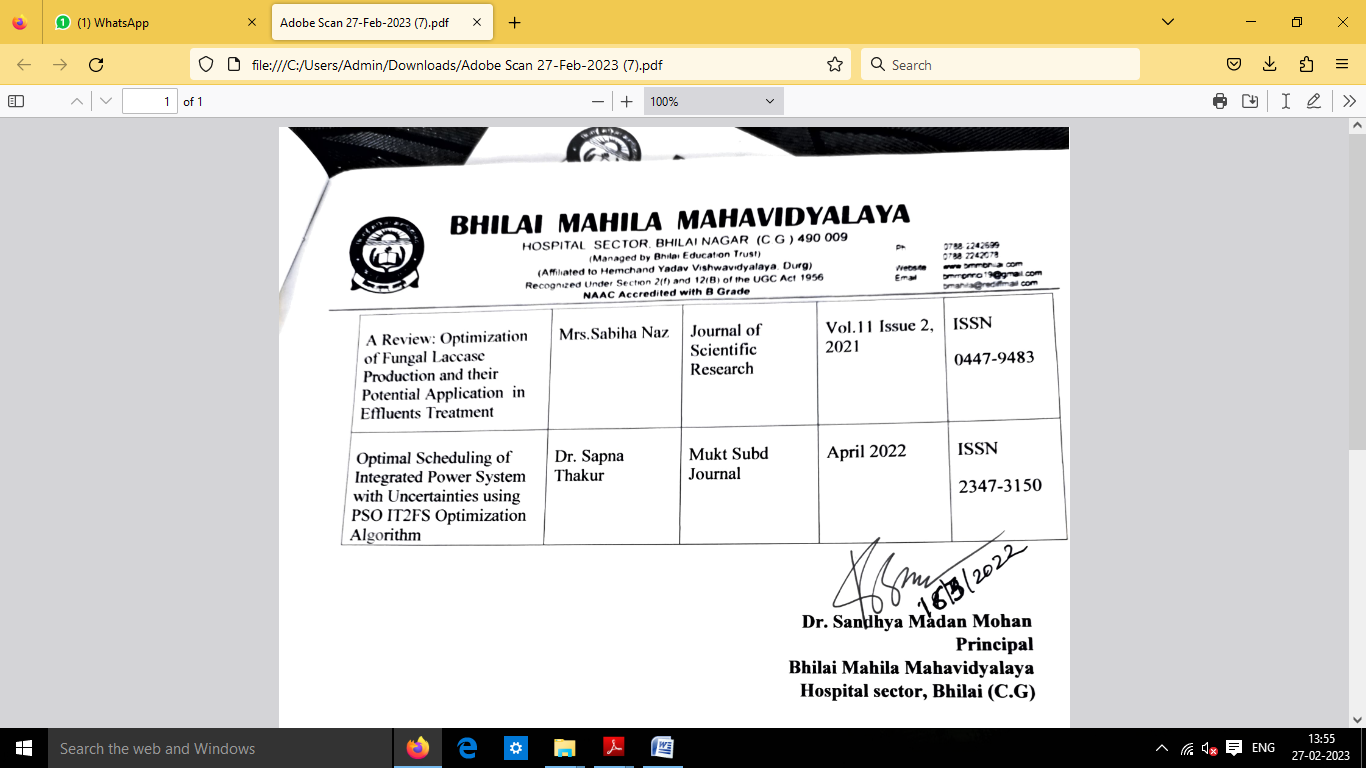 (1) WhatsApp
Adobe Scan 27-Feb-2023 (7).pdf
file:///C:/Users/Admin/Downloads/Adobe Scan 27-Feb-2023 (7).pdf
Search
1 of 1
100%
BHILAI MAHILA MAHAVIDYALAYA
HOSPITAL SECTOR, BHILAI NAGAR (C G) 490 009
(Managed by Bhilai Education Trust)
(Affiliated to Hemchand Yadav Vishwavidyalaya, Durg)
Recognized Under Section 2(f) and 12(B) of the UGC Act 1956
NAAC Accredited with B Grade
Ph 0788 2242699
0788 2242078
Website
Email
A Review: Optimization
of Fungal Laccase
Production and their
Potential Application in
Effluents Treatment
Mrs.Sabiha Naz
Journal of
Scientific
Research
Vol.11 Issue 2,
2021
ISSN
0447-9483
Optimal Scheduling of
Integrated Power System
with Uncertainties using
PSO IT2FS Optimization
Algorithm
Dr. Sapna
Thakur
Mukt Subd
Journal
April 2022
ISSN
2347-3150
Dr. Sandhya Madan Mohan
Principal
Bhilai Mahila Mahavidyalaya
Hospital sector, Bhilai (C.G)
Search the web and Windows
ENG
13:55
27-02-2023